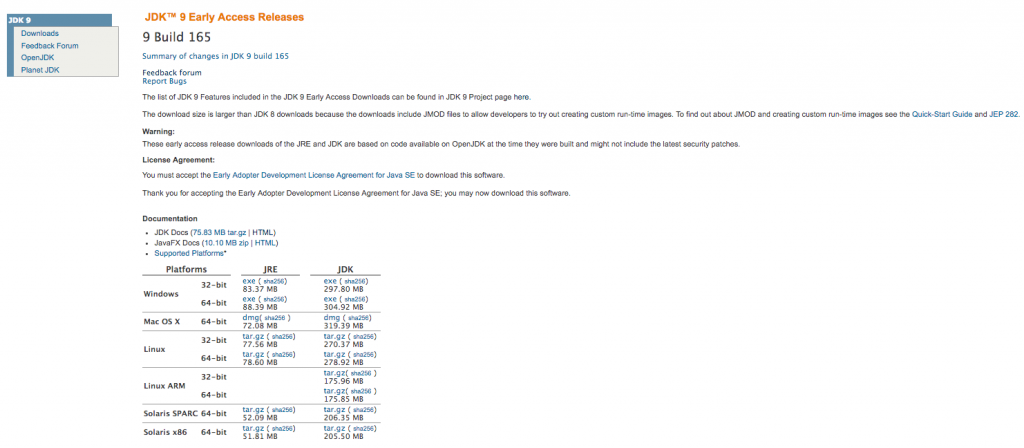 JDK 9
Downloads
Feedback Forum
OpenJDK
Planet JDK
JDK™ 9 Early Access Releases
9 Build 165
Summary of changes in JDK 9 build 165
Feedback forum
Report Bugs
The list of JDK 9 Features included in the JDK 9 Early Access Downloads can be found in JDK 9 Project page here.
The download size is larger than JDK 8 downloads because the downloads include JMOD files to allow developers to try out creating custom run-time images. To find out about JMOD and creating custom run-time images see the Quick-Start Guide and JEP 282.
Warning:
These early access release downloads of the JRE and JDK are based on code available on OpenJDK at the time they were built and might not include the latest security patches.
License Agreement:
You must accept the Early Adopter Development License Agreement for Java SE to download this software.
Thank you for accepting the Early Adopter Development License Agreement for Java SE; you may now download this software.
Documentation
• JDK Docs (75.83 MB tar.gz | HTML)
• JavaFX Docs (10.10 MB zip | HTML)
• Supported Platforms*
Platforms JRE JDK
Windows 32-bit exe ( sha256) exe ( sha256)
83.37 MB 297.80 MB
64-bit exe ( sha256) exe ( sha256)
88.39 MB 304.92 MB
Mac OS X 64-bit dmg( sha256 ) dmg ( sha256)
72.08 MB 319.39 MB
Linux 32-bit tar.gz ( sha256) tar.gz ( sha256)
77.56 MB 270.37 MB
64-bit tar.gz ( sha256) tar.gz ( sha256)
78.60 MB 278.92 MB
Linux ARM 32-bit tar.gz( sha256 )
175.96 MB
64-bit tar.gz( sha256 )
175.85 MB
Solaris SPARC 64-bit tar.gz ( sha256) tar.gz ( sha256)
52.09 MB 206.35 MB
Solaris x86 64-bit tar.gz ( sha256) tar.gz ( sha256)
51.81 MB 205.50 MB